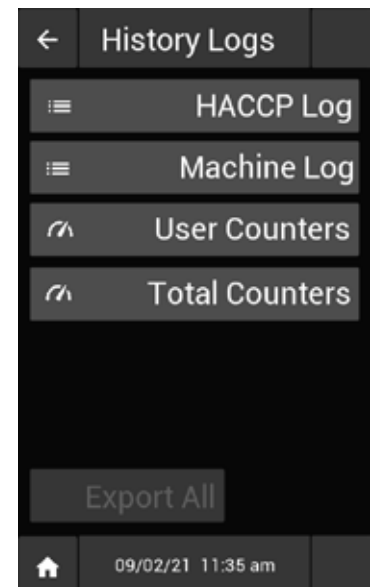 History Logs
HACCP Log
Machine Log
User Counters
Total Counters
Export All
09/02/21 11:35 am